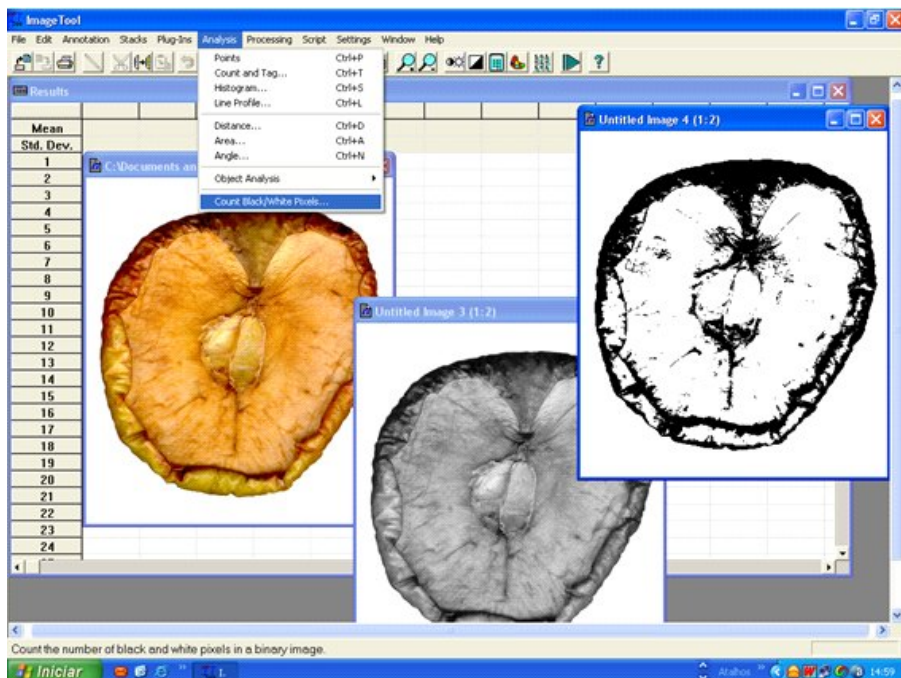 ImageTool
File Edit Annotation Stacks Plug-Ins Analysis Processing Script Settings Window Help
Results
Mean
Std. Dev.
1
2
3
4
5
6
7
8
9
10
11
12
13
14
15
16
17
18
19
20
21
22
23
24
Points Ctrl+P
Count and Tag... Ctrl+T
Histogram... Ctrl+S
Line Profile... Ctrl+L
Distance... Ctrl+D
Area... Ctrl+A
Angle... Ctrl+N
Object Analysis
Count Black/White Pixels...
C:\Documents an
Untitled Image 3 (1:2)
Untitled Image 4 (1:2)
Count the number of black and white pixels in a binary image.
Iniciar
Atalhos
14:59